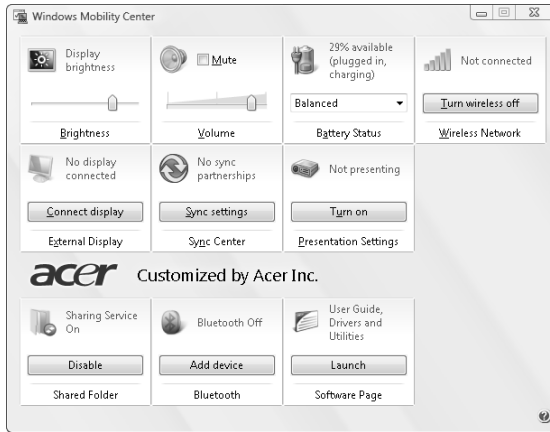 Windows Mobility Center
Display
brightness
Brightness
Mute
Volume
29% available
(plugged in,
charging)
Balanced
Battery Status
Not connected
Turn wireless off
Wireless Network
No display
connected
Connect display
External Display
No sync
partnerships
Sync settings
Sync Center
Not presenting
Turn on
Presentation Settings
acer Customized by Acer Inc.
Sharing Service
On
Disable
Shared Folder
Bluetooth Off
Add device
Bluetooth
User Guide,
Drivers and
Utilities
Launch
Software Page
?